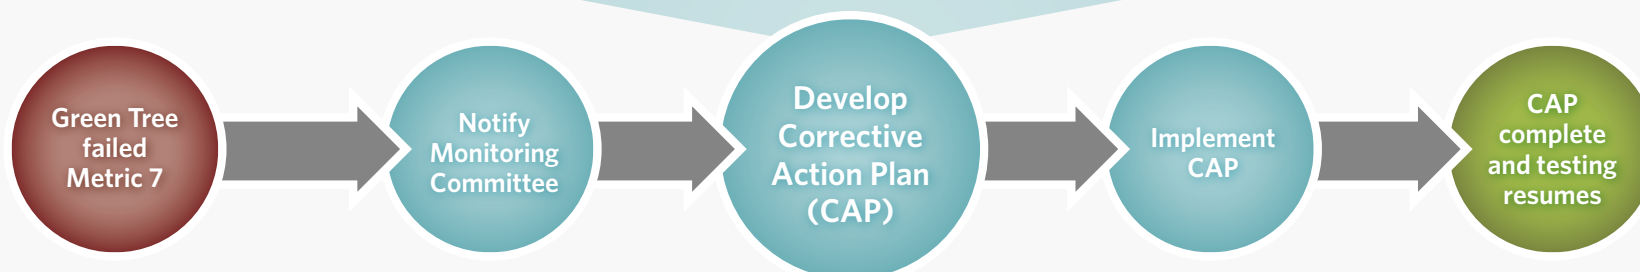 Green Tree
failed
Metric 7
Notify
Monitoring
Committee
Develop
Corrective
Action Plan
(CAP)
Implement
CAP
CAP
complete
and testing
resumes